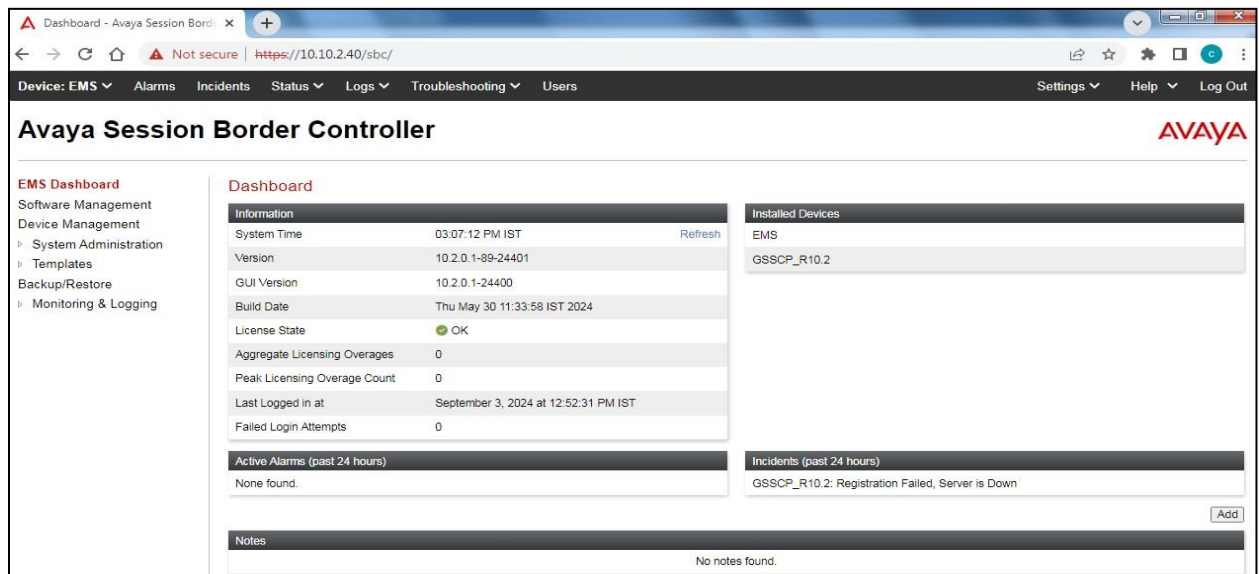 Dashboard - Avaya Session Bord
Not secure | https://10.10.2.40/sbc/
Device: EMS Alarms Incidents Status Logs Troubleshooting Users Settings Help Log Out
Avaya Session Border Controller
AVAYA
EMS Dashboard
Software Management
Device Management
System Administration
Templates
Backup/Restore
Monitoring & Logging
Dashboard
Information
System Time 03:07:12 PM IST Refresh
Version 10.2.0.1-89-24401
GUI Version 10.2.0.1-24400
Build Date Thu May 30 11:33:58 IST 2024
License State OK
Aggregate Licensing Overages 0
Peak Licensing Overage Count 0
Last Logged in at September 3, 2024 at 12:52:31 PM IST
Failed Login Attempts 0
Installed Devices
EMS
GSSCP_R10.2
Active Alarms (past 24 hours)
None found.
Incidents (past 24 hours)
GSSCP_R10.2: Registration Failed, Server is Down
Add
Notes
No notes found.